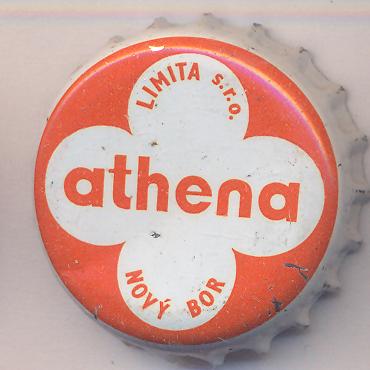 LIMITA s.r.o.
athena
NOVÝ BOR